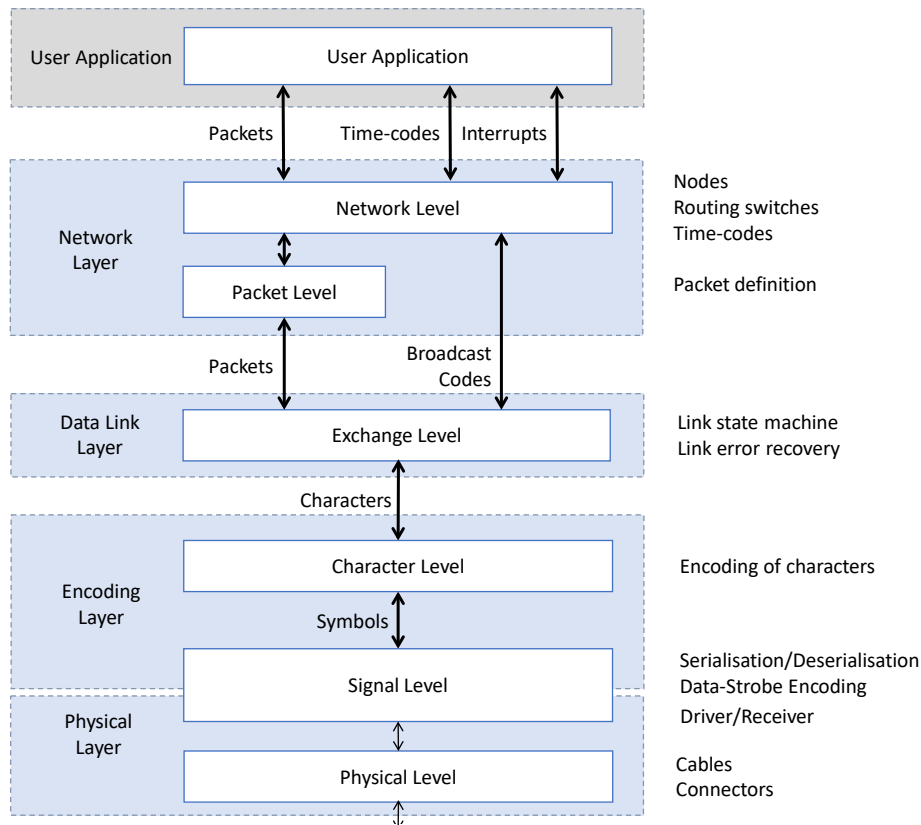 User Application
User Application
Packets
Time-codes
Interrupts
Network
Layer
Network Level
Nodes
Routing switches
Time-codes
Packet Level
Packet definition
Packets
Broadcast
Codes
Data Link
Layer
Exchange Level
Link state machine
Link error recovery
Characters
Encoding
Layer
Character Level
Encoding of characters
Symbols
Signal Level
Serialisation/Deserialisation
Data-Strobe Encoding
Driver/Receiver
Physical
Layer
Physical Level
Cables
Connectors